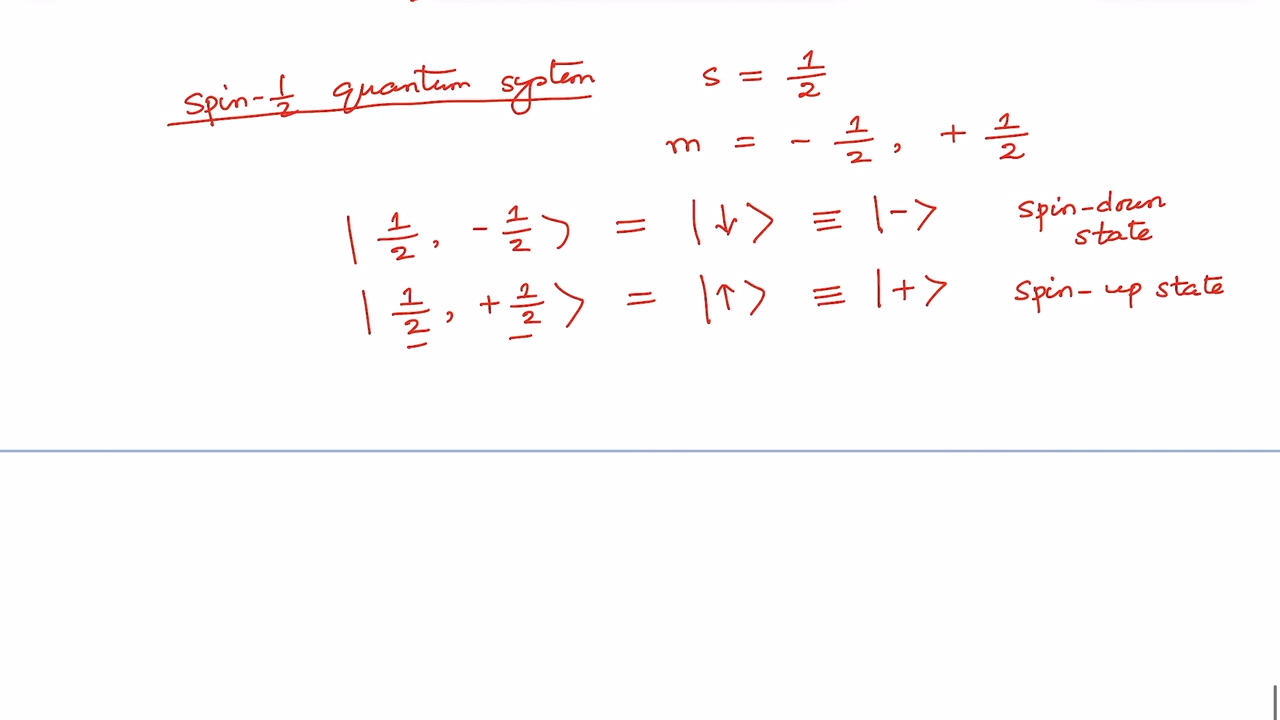 spin-1/2 quantum system s = 1/2
m = - 1/2, + 1/2
| 1/2, - 1/2 ⟩ = |↓⟩ ≡ |-⟩ spin-down state
| 1/2, + 1/2 ⟩ = |↑⟩ ≡ |+⟩ spin-up state